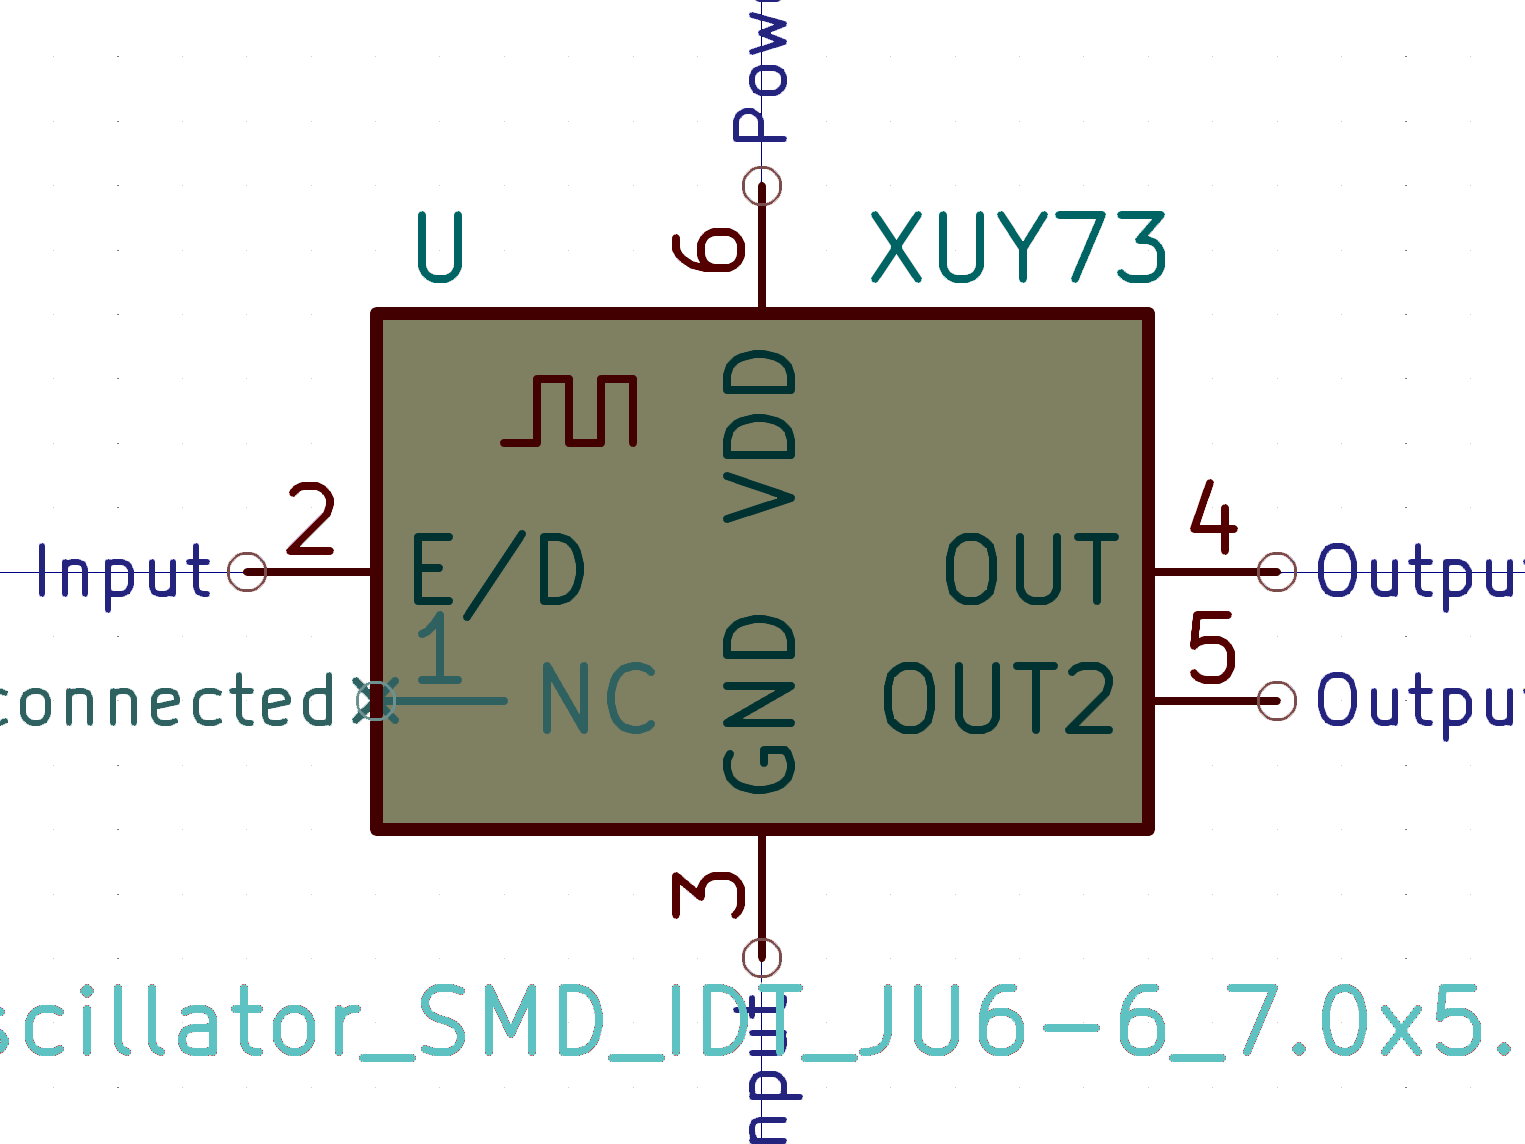 Pow
U
6
XUY73
VDD
2
Input
E/D
4
OUT
Output
1
connected
NC
GND
5
OUT2
Output
3
scillator_SMD_IDT_JU6-6_7.0x5.
nput